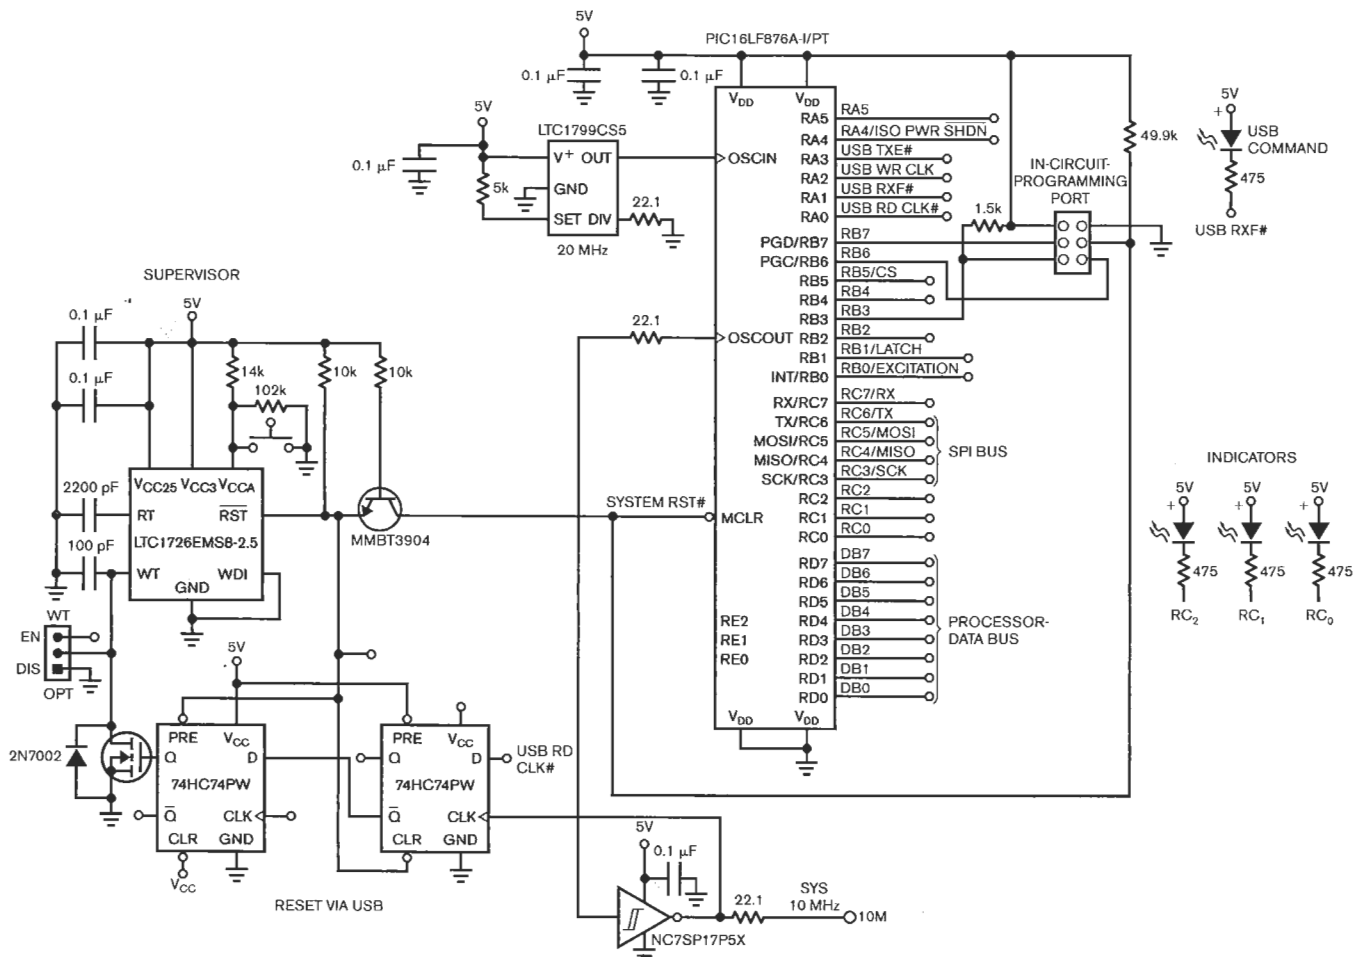 5V
PIC16LF876A-I/PT
0.1 µF
0.1 µF
5V
LTC1799CS5
0.1 µF
V+ OUT
5k
GND
SET DIV
22.1
20 MHz
VDD
VDD
OSCIN
OSCOUT
MCLR
RE2
RE1
RE0
VDD
VDD
RA5
RA4
RA3
RA2
RA1
RA0
PGD/RB7
PGC/RB6
RB5
RB4
RB3
RB2
RB1
INT/RB0
RX/RC7
TX/RC6
MOSI/RC5
MISO/RC4
SCK/RC3
RC2
RC1
RC0
RD7
RD6
RD5
RD4
RD3
RD2
RD1
RD0
RA5
RA4/ISO PWR SHDN
USB TXE#
USB WR CLK
USB RXF#
USB RD CLK#
RB7
RB6
RB5/CS
RB4
RB3
RB2
RB1/LATCH
RB0/EXCITATION
RC7/RX
RC6/TX
RC5/MOSI
RC4/MISO
RC3/SCK
RC2
RC1
RC0
DB7
DB6
DB5
DB4
DB3
DB2
DB1
DB0
SPI BUS
PROCESSOR-
DATA BUS
1.5k
IN-CIRCUIT-
PROGRAMMING
PORT
49.9k
5V
+
USB
COMMAND
475
USB RXF#
INDICATORS
5V
5V
5V
+
+
+
475
475
475
RC2
RC1
RC0
SUPERVISOR
5V
0.1 µF
0.1 µF
14k
102k
10k
10k
2200 pF
100 pF
VCC25 VCC3 VCCA
RT
RST
LTC1726EMS8-2.5
WT
WDI
GND
MMBT3904
SYSTEM RST#
22.1
WT
EN
DIS
OPT
2N7002
5V
PRE
VCC
Q
D
74HC74PW
Q
CLK
CLR
GND
VCC
PRE
VCC
Q
D
74HC74PW
Q
CLK
CLR
GND
USB RD
CLK#
RESET VIA USB
5V
0.1 µF
NC7SP17P5X
22.1
SYS
10 MHz
10M